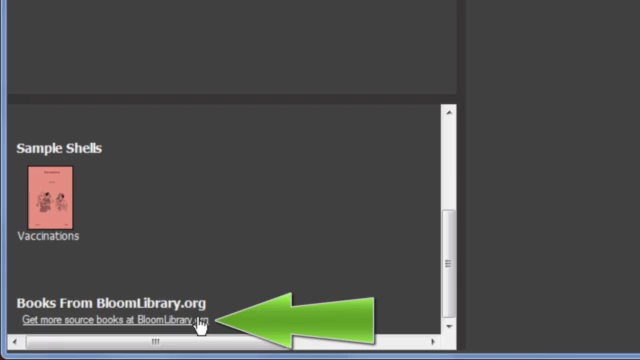 Sample Shells
Vaccinations
Books From BloomLibrary.org
Get more source books at BloomLibrary.org